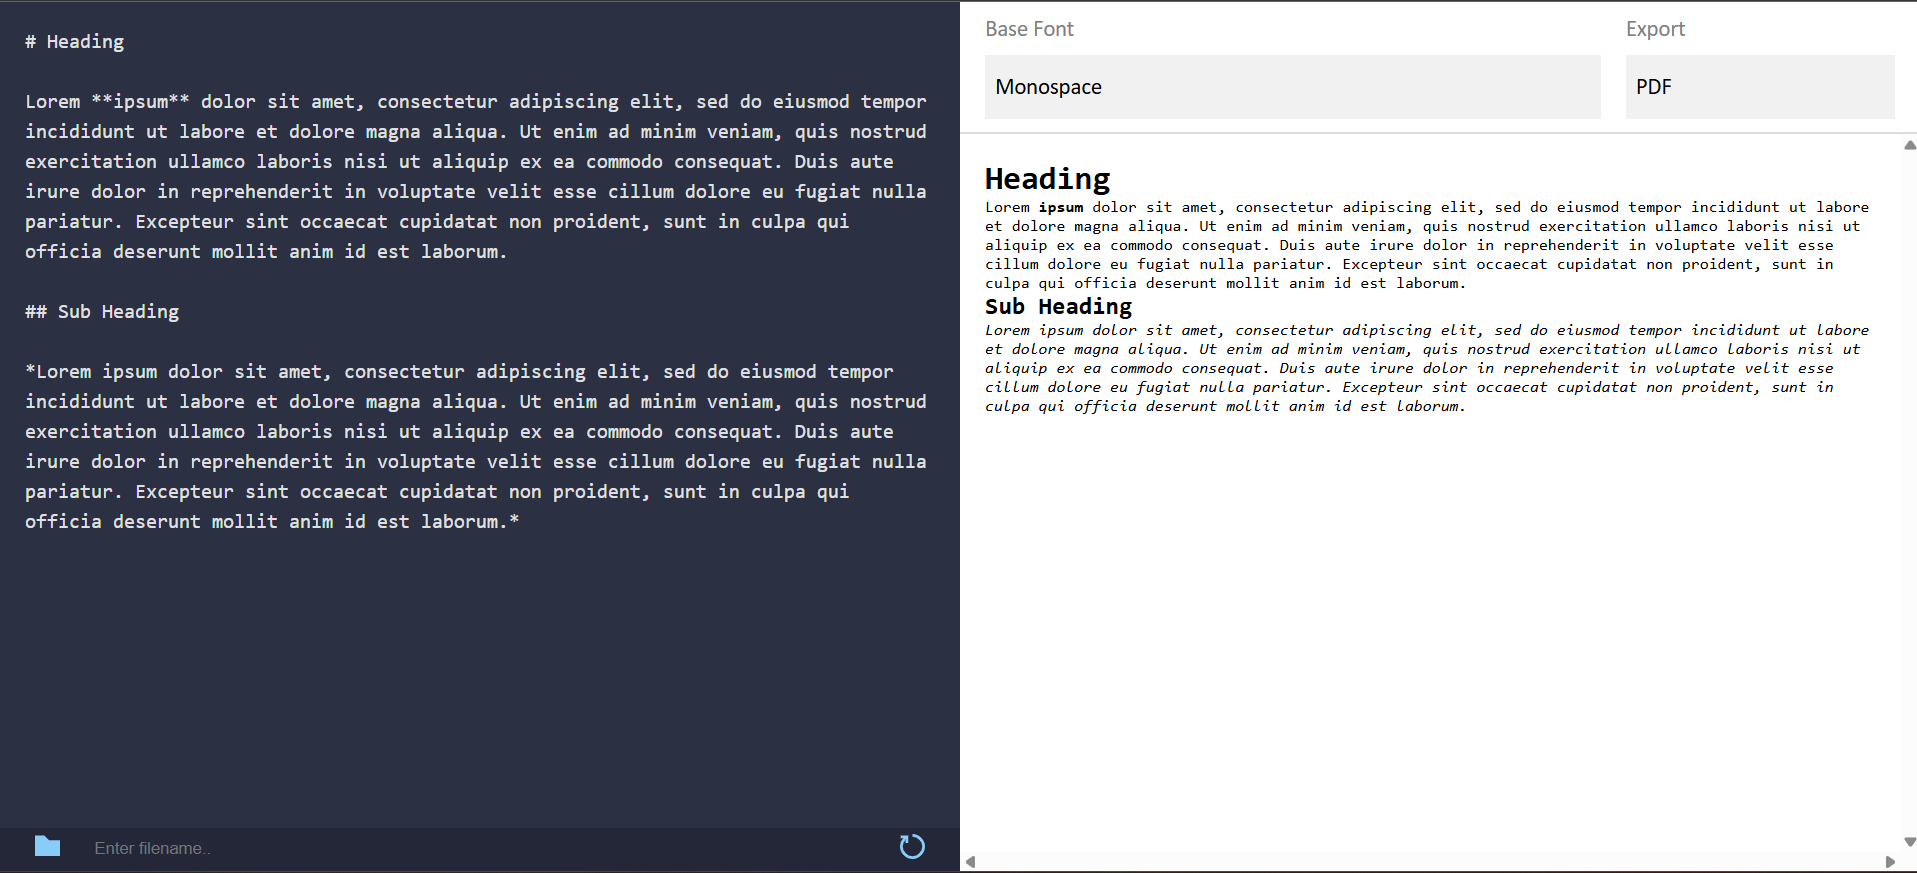 # Heading
Lorem **ipsum** dolor sit amet, consectetur adipiscing elit, sed do eiusmod tempor
incididunt ut labore et dolore magna aliqua. Ut enim ad minim veniam, quis nostrud
exercitation ullamco laboris nisi ut aliquip ex ea commodo consequat. Duis aute
irure dolor in reprehenderit in voluptate velit esse cillum dolore eu fugiat nulla
pariatur. Excepteur sint occaecat cupidatat non proident, sunt in culpa qui
officia deserunt mollit anim id est laborum.
## Sub Heading
*Lorem ipsum dolor sit amet, consectetur adipiscing elit, sed do eiusmod tempor
incididunt ut labore et dolore magna aliqua. Ut enim ad minim veniam, quis nostrud
exercitation ullamco laboris nisi ut aliquip ex ea commodo consequat. Duis aute
irure dolor in reprehenderit in voluptate velit esse cillum dolore eu fugiat nulla
pariatur. Excepteur sint occaecat cupidatat non proident, sunt in culpa qui
officia deserunt mollit anim id est laborum.*
Enter filename..
Base Font
Monospace
Export
PDF
Heading
Lorem ipsum dolor sit amet, consectetur adipiscing elit, sed do eiusmod tempor incididunt ut labore
et dolore magna aliqua. Ut enim ad minim veniam, quis nostrud exercitation ullamco laboris nisi ut
aliquip ex ea commodo consequat. Duis aute irure dolor in reprehenderit in voluptate velit esse
cillum dolore eu fugiat nulla pariatur. Excepteur sint occaecat cupidatat non proident, sunt in
culpa qui officia deserunt mollit anim id est laborum.
Sub Heading
Lorem ipsum dolor sit amet, consectetur adipiscing elit, sed do eiusmod tempor incididunt ut labore
et dolore magna aliqua. Ut enim ad minim veniam, quis nostrud exercitation ullamco laboris nisi ut
aliquip ex ea commodo consequat. Duis aute irure dolor in reprehenderit in voluptate velit esse
cillum dolore eu fugiat nulla pariatur. Excepteur sint occaecat cupidatat non proident, sunt in
culpa qui officia deserunt mollit anim id est laborum.